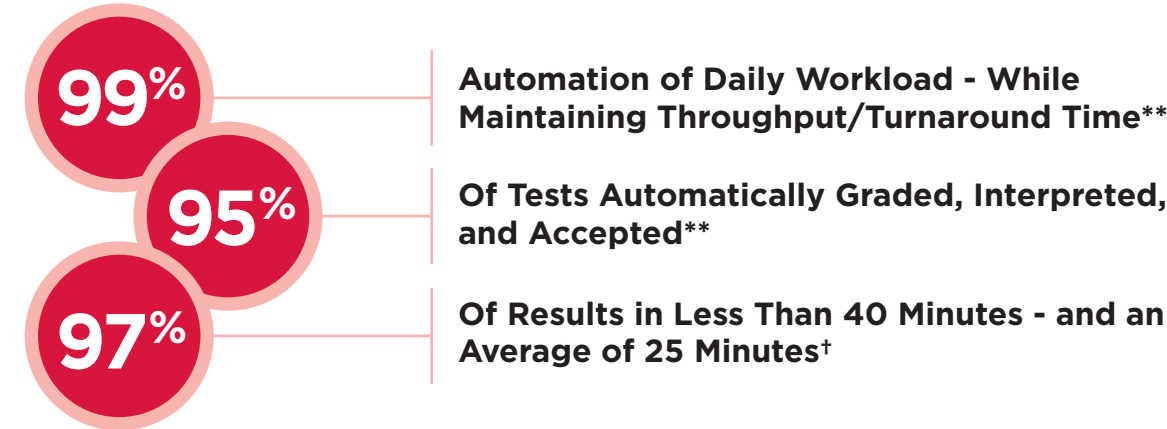 99%
Automation of Daily Workload - While
Maintaining Throughput/Turnaround Time**
95%
Of Tests Automatically Graded, Interpreted,
and Accepted**
97%
Of Results in Less Than 40 Minutes - and an
Average of 25 Minutes†